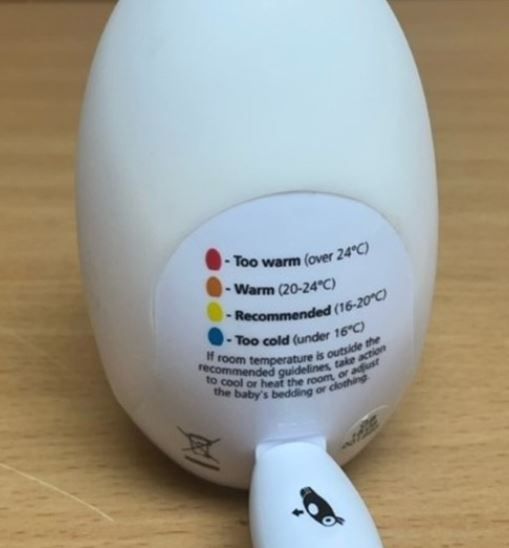 - Too warm (over 24°C)
- Warm (20-24°C)
- Recommended (16-20°C)
- Too cold (under 16°C)
If room temperature is outside the
recommended guidelines, take action
to cool or heat the room, or adjust
the baby's bedding or clothing.